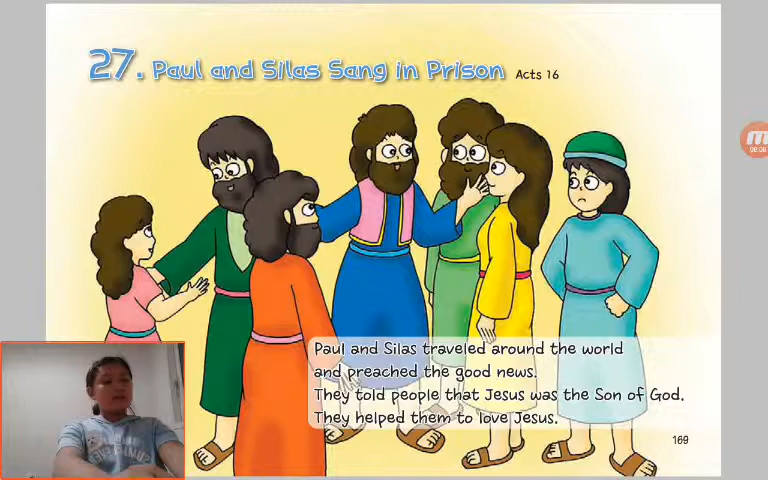 27. Paul and Silas Sang in Prison Acts 16
Paul and Silas traveled around the world
and preached the good news.
They told people that Jesus was the Son of God.
They helped them to love Jesus.
169